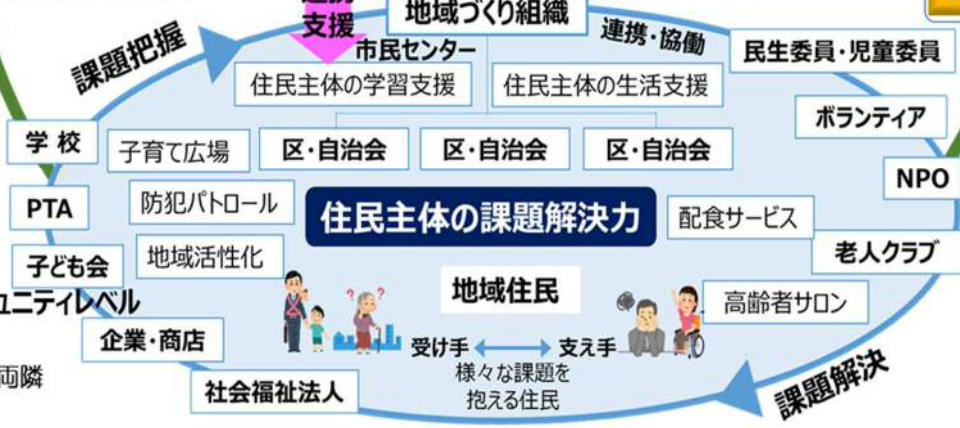 支援
地域づくり組織
連携・協働
課題把握
市民センター
民生委員・児童委員
住民主体の学習支援
住民主体の生活支援
ボランティア
学校
子育て広場
区・自治会
区・自治会
区・自治会
NPO
PTA
防犯パトロール
住民主体の課題解決力
配食サービス
子ども会
地域活性化
老人クラブ
ュニティレベル
地域住民
高齢者サロン
企業・商店
受け手
支え手
両隣
様々な課題を
抱える住民
課題解決
社会福祉法人